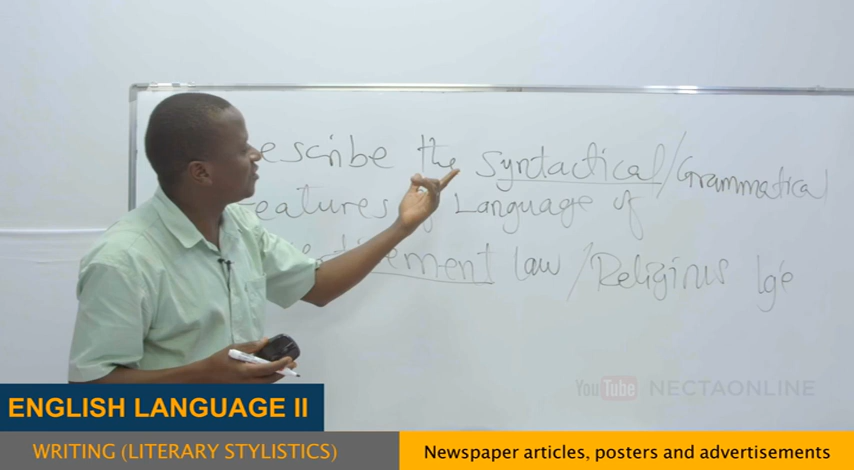 escribe the Syntactical/Grammatical
eatures Language of
ement law/Religious lge
YouTube NECTAONLINE
ENGLISH LANGUAGE II
WRITING (LITERARY STYLISTICS)
Newspaper articles, posters and advertisements